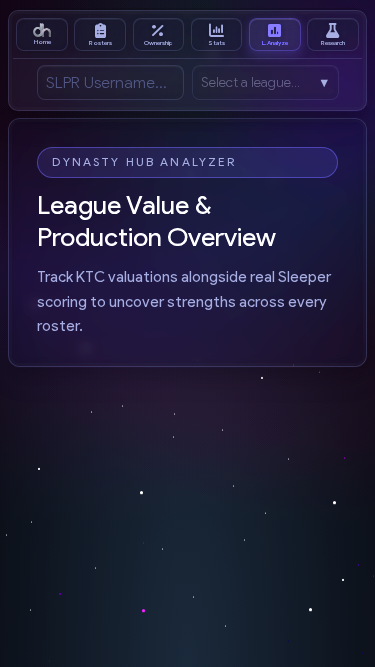 dh
Home
Rosters
Ownership
Stats
L.Analyze
Research
SLPR Username...
Select a league... ▼
DYNASTY HUB ANALYZER
League Value &
Production Overview
Track KTC valuations alongside real Sleeper
scoring to uncover strengths across every
roster.